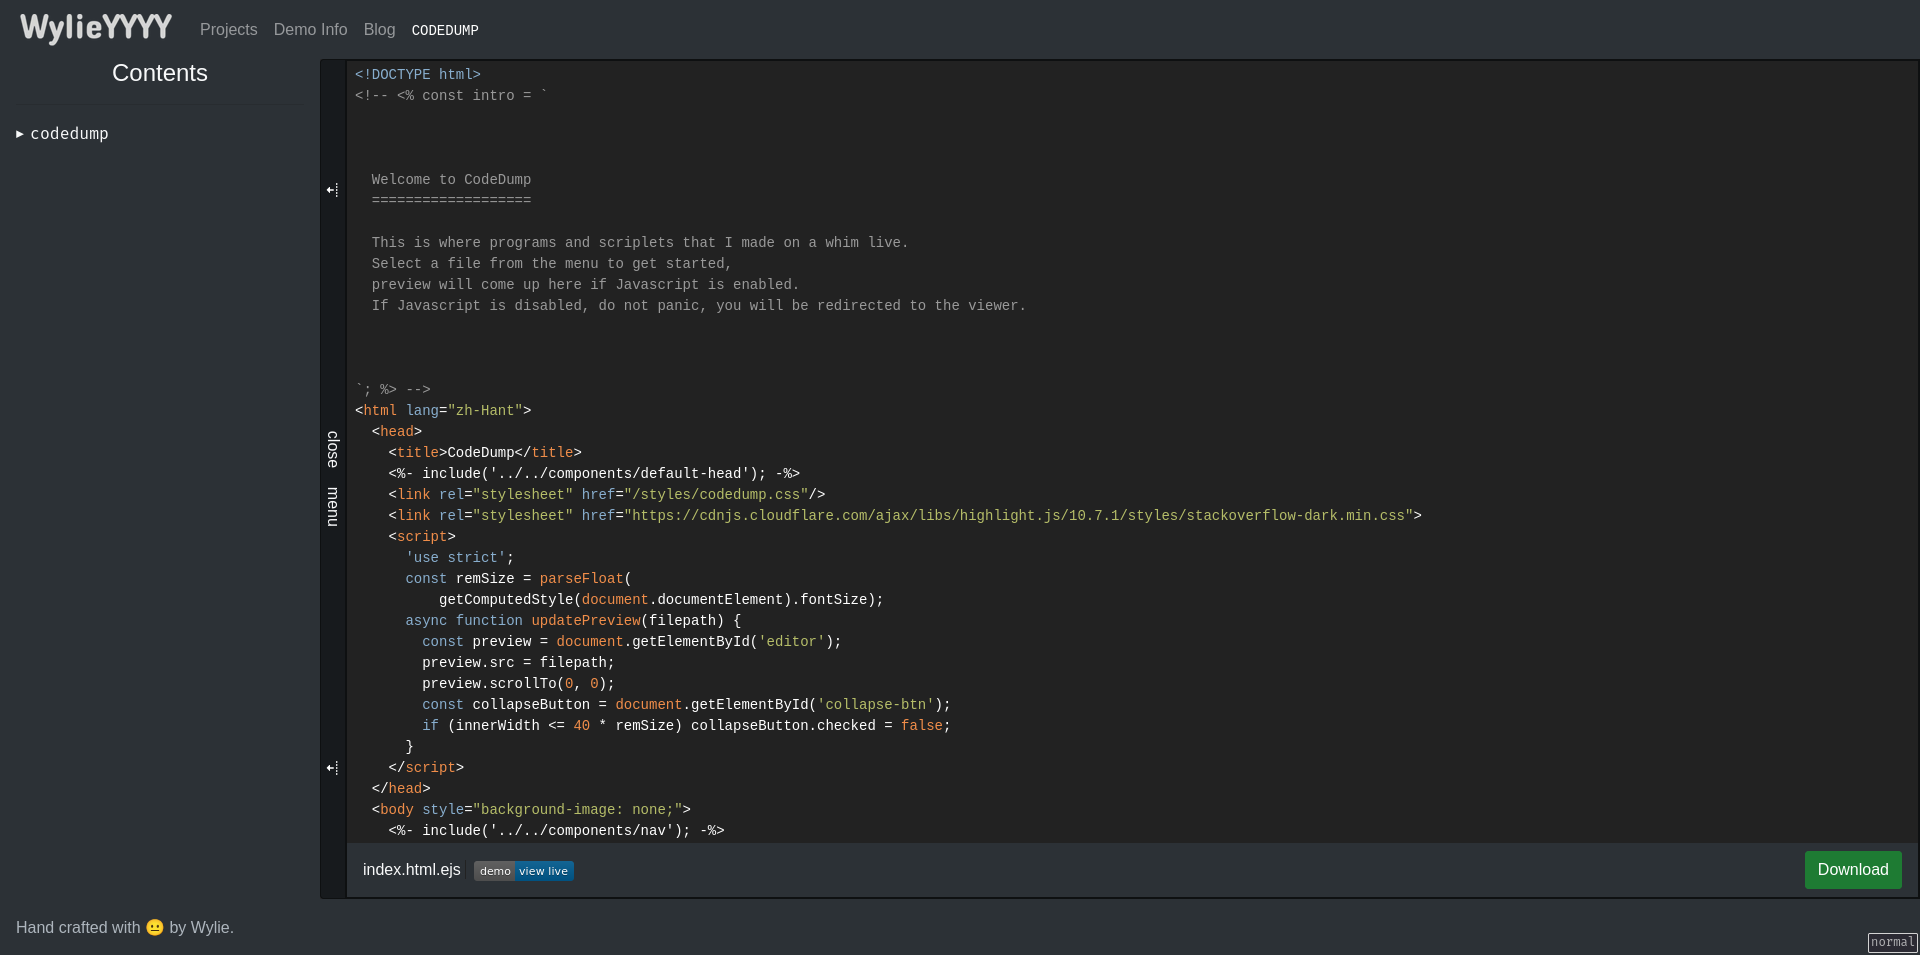 WylieYYYY Projects Demo Info Blog CODEDUMP
Contents
▸ codedump
close menu
<!DOCTYPE html>
<!-- <% const intro = `
Welcome to CodeDump
===================
This is where programs and scriplets that I made on a whim live.
Select a file from the menu to get started,
preview will come up here if Javascript is enabled.
If Javascript is disabled, do not panic, you will be redirected to the viewer.
`; %> -->
<html lang="zh-Hant">
<head>
<title>CodeDump</title>
<%- include('../../components/default-head'); -%>
<link rel="stylesheet" href="/styles/codedump.css"/>
<link rel="stylesheet" href="https://cdnjs.cloudflare.com/ajax/libs/highlight.js/10.7.1/styles/stackoverflow-dark.min.css">
<script>
'use strict';
const remSize = parseFloat(
getComputedStyle(document.documentElement).fontSize);
async function updatePreview(filepath) {
const preview = document.getElementById('editor');
preview.src = filepath;
preview.scrollTo(0, 0);
const collapseButton = document.getElementById('collapse-btn');
if (innerWidth <= 40 * remSize) collapseButton.checked = false;
}
</script>
</head>
<body style="background-image: none;">
<%- include('../../components/nav'); -%>
index.html.ejs demo view live Download
Hand crafted with 😐 by Wylie.
normal